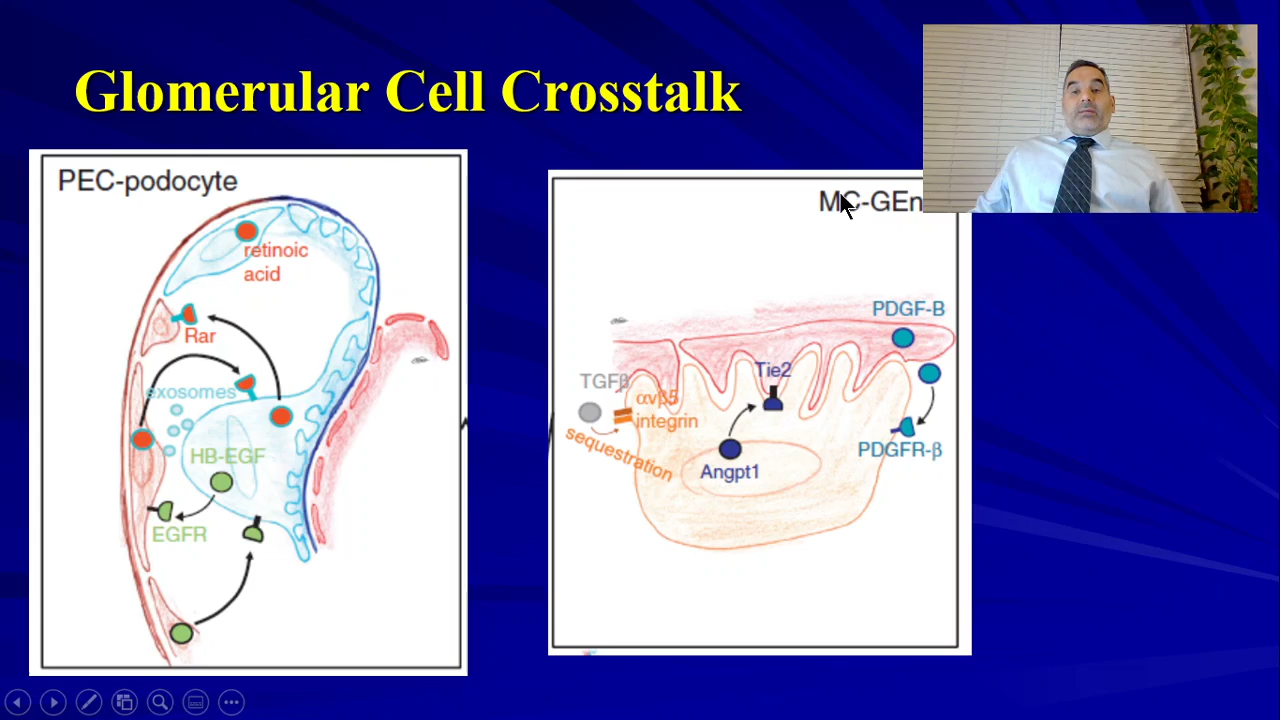 Glomerular Cell Crosstalk
PEC-podocyte
retinoic
acid
Rar
exosomes
HB-EGF
EGFR
MC-GEn
PDGF-B
Tie2
TGFβ
αvβ5
integrin
sequestration
Angpt1
PDGFR-β